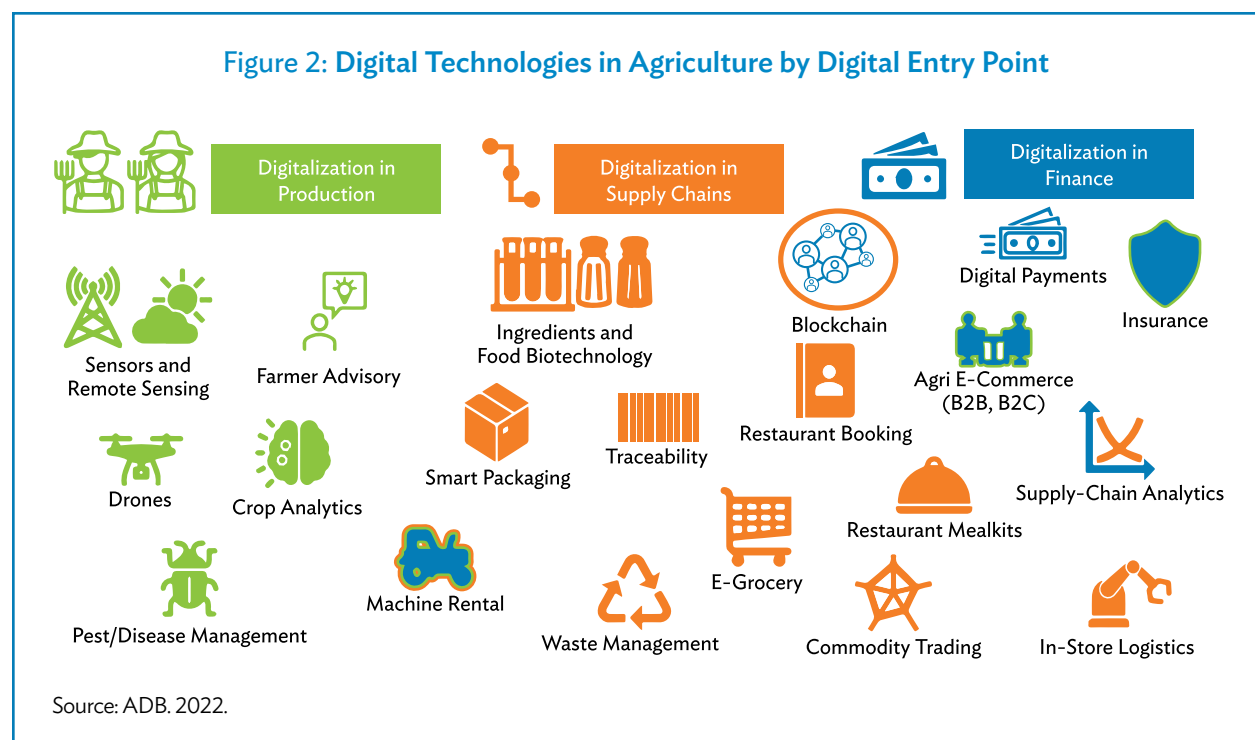 Figure 2: Digital Technologies in Agriculture by Digital Entry Point
Digitalization in
Production
Digitalization in
Supply Chains
Digitalization in
Finance
Sensors and
Remote Sensing
Farmer Advisory
Ingredients and
Food Biotechnology
Blockchain
Digital Payments
Insurance
Agri E-Commerce
(B2B, B2C)
Drones
Crop Analytics
Smart Packaging
Traceability
Restaurant Booking
Supply-Chain Analytics
Restaurant Mealkits
Pest/Disease Management
Machine Rental
Waste Management
E-Grocery
Commodity Trading
In-Store Logistics
Source: ADB. 2022.